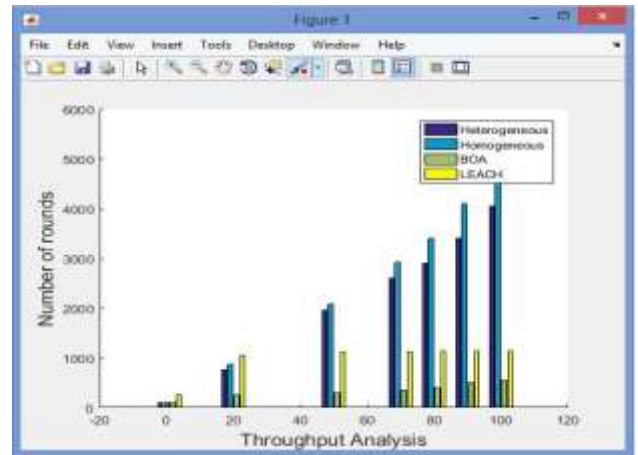 Figure 1
File Edit View Insert Tools Desktop Window Help
6000
5000
4000
3000
2000
1000
0
Number of rounds
Heterogeneous
Homogeneous
BOA
LEACH
-20 0 20 40 60 80 100 120
Throughput Analysis